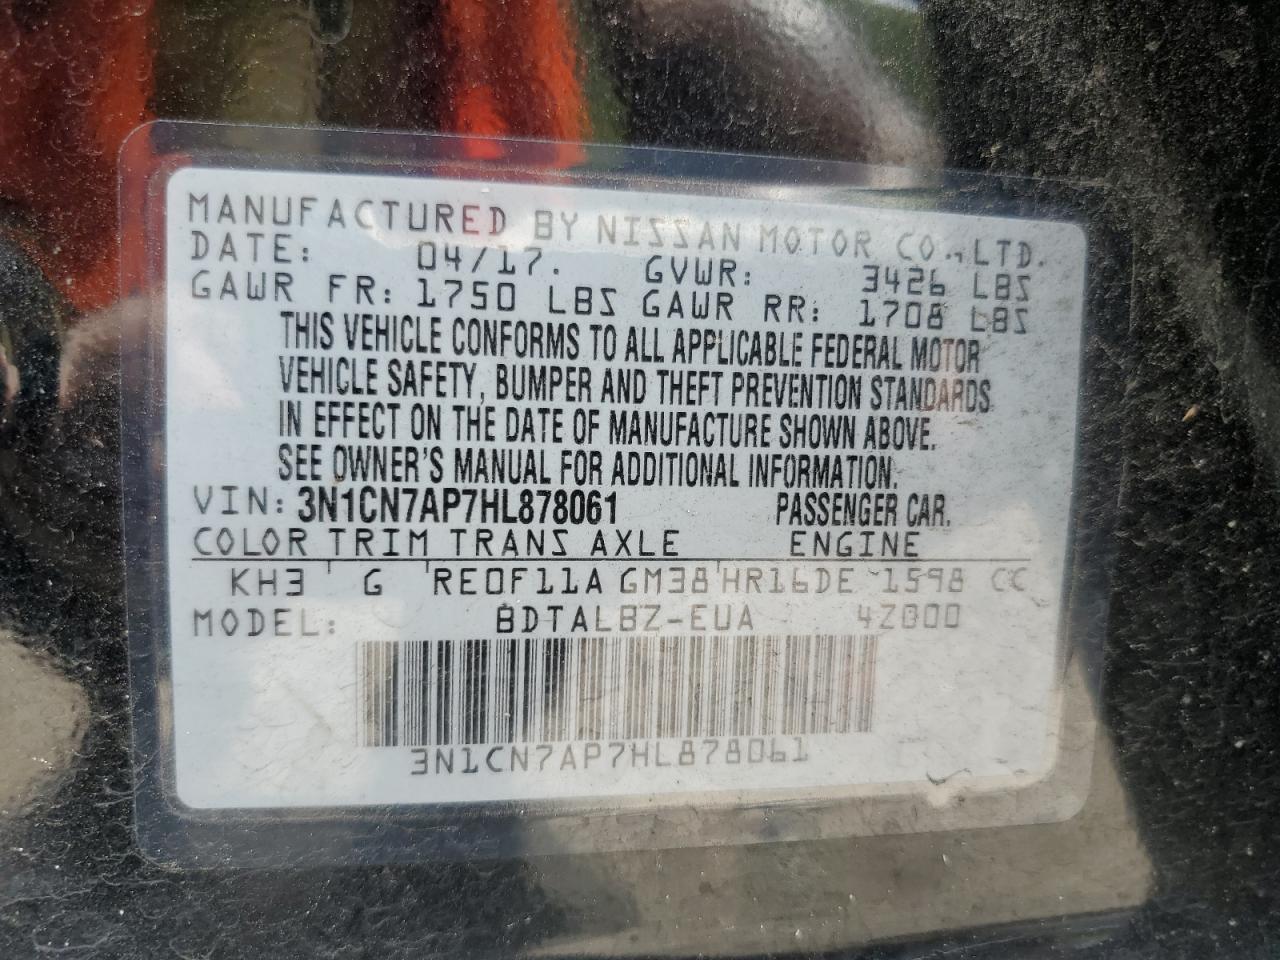 MANUFACTURED BY NISSAN MOTOR CO., LTD.
DATE: 04/17. GVWR: 3426 LBS
GAWR FR: 1750 LBS GAWR RR: 1708 LBS
THIS VEHICLE CONFORMS TO ALL APPLICABLE FEDERAL MOTOR
VEHICLE SAFETY, BUMPER AND THEFT PREVENTION STANDARDS
IN EFFECT ON THE DATE OF MANUFACTURE SHOWN ABOVE.
SEE OWNER'S MANUAL FOR ADDITIONAL INFORMATION.
VIN: 3N1CN7AP7HL878061 PASSENGER CAR.
COLOR TRIM TRANS AXLE ENGINE
KH3 G RE0F11A GM38 HR16DE 1598 CC
MODEL: BDTALBZ-EUA 4Z000
3N1CN7AP7HL878061